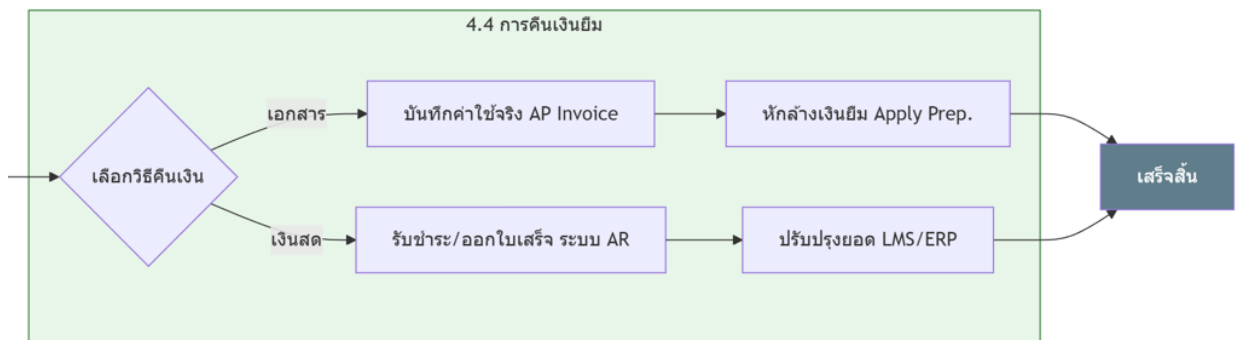 4.4 การคืนเงินยืม
เลือกวิธีคืนเงิน
เอกสาร
บันทึกค่าใช้จริง AP Invoice
หักล้างเงินยืม Apply Prep.
เงินสด
รับชำระ/ออกใบเสร็จ ระบบ AR
ปรับปรุงยอด LMS/ERP
เสร็จสิ้น